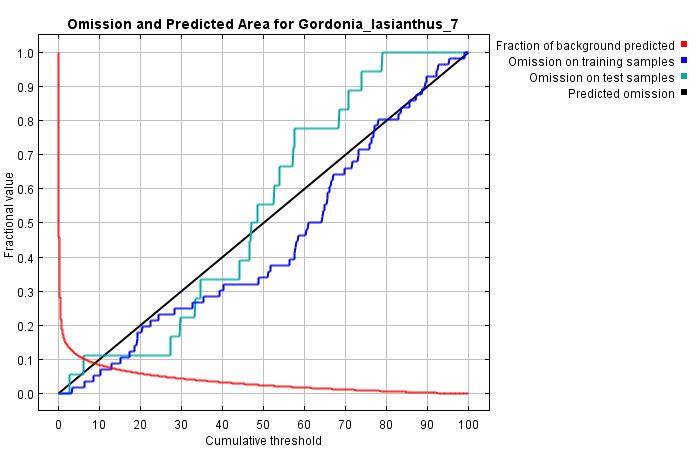 Omission and Predicted Area for Gordonia_lasianthus_7
Fraction of background predicted
Omission on training samples
Omission on test samples
Predicted omission
Fractional value
1.0
0.9
0.8
0.7
0.6
0.5
0.4
0.3
0.2
0.1
0.0
0 10 20 30 40 50 60 70 80 90 100
Cumulative threshold